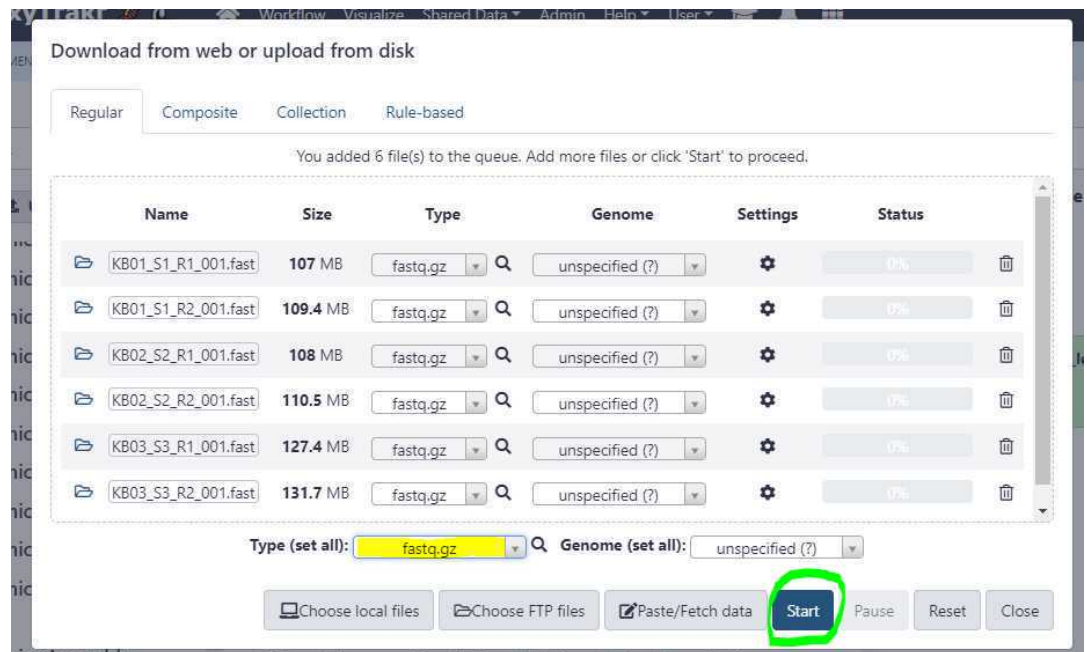 Workflow Visualize Shared Data Admin Help User
Download from web or upload from disk
Regular Composite Collection Rule-based
You added 6 file(s) to the queue. Add more files or click 'Start' to proceed.
Name Size Type Genome Settings Status
KB01_S1_R1_001.fast 107 MB fastq.gz unspecified (?) 0%
KB01_S1_R2_001.fast 109.4 MB fastq.gz unspecified (?) 0%
KB02_S2_R1_001.fast 108 MB fastq.gz unspecified (?) 0%
KB02_S2_R2_001.fast 110.5 MB fastq.gz unspecified (?) 0%
KB03_S3_R1_001.fast 127.4 MB fastq.gz unspecified (?) 0%
KB03_S3_R2_001.fast 131.7 MB fastq.gz unspecified (?) 0%
Type (set all): fastq.gz Genome (set all): unspecified (?)
Choose local files Choose FTP files Paste/Fetch data Start Pause Reset Close